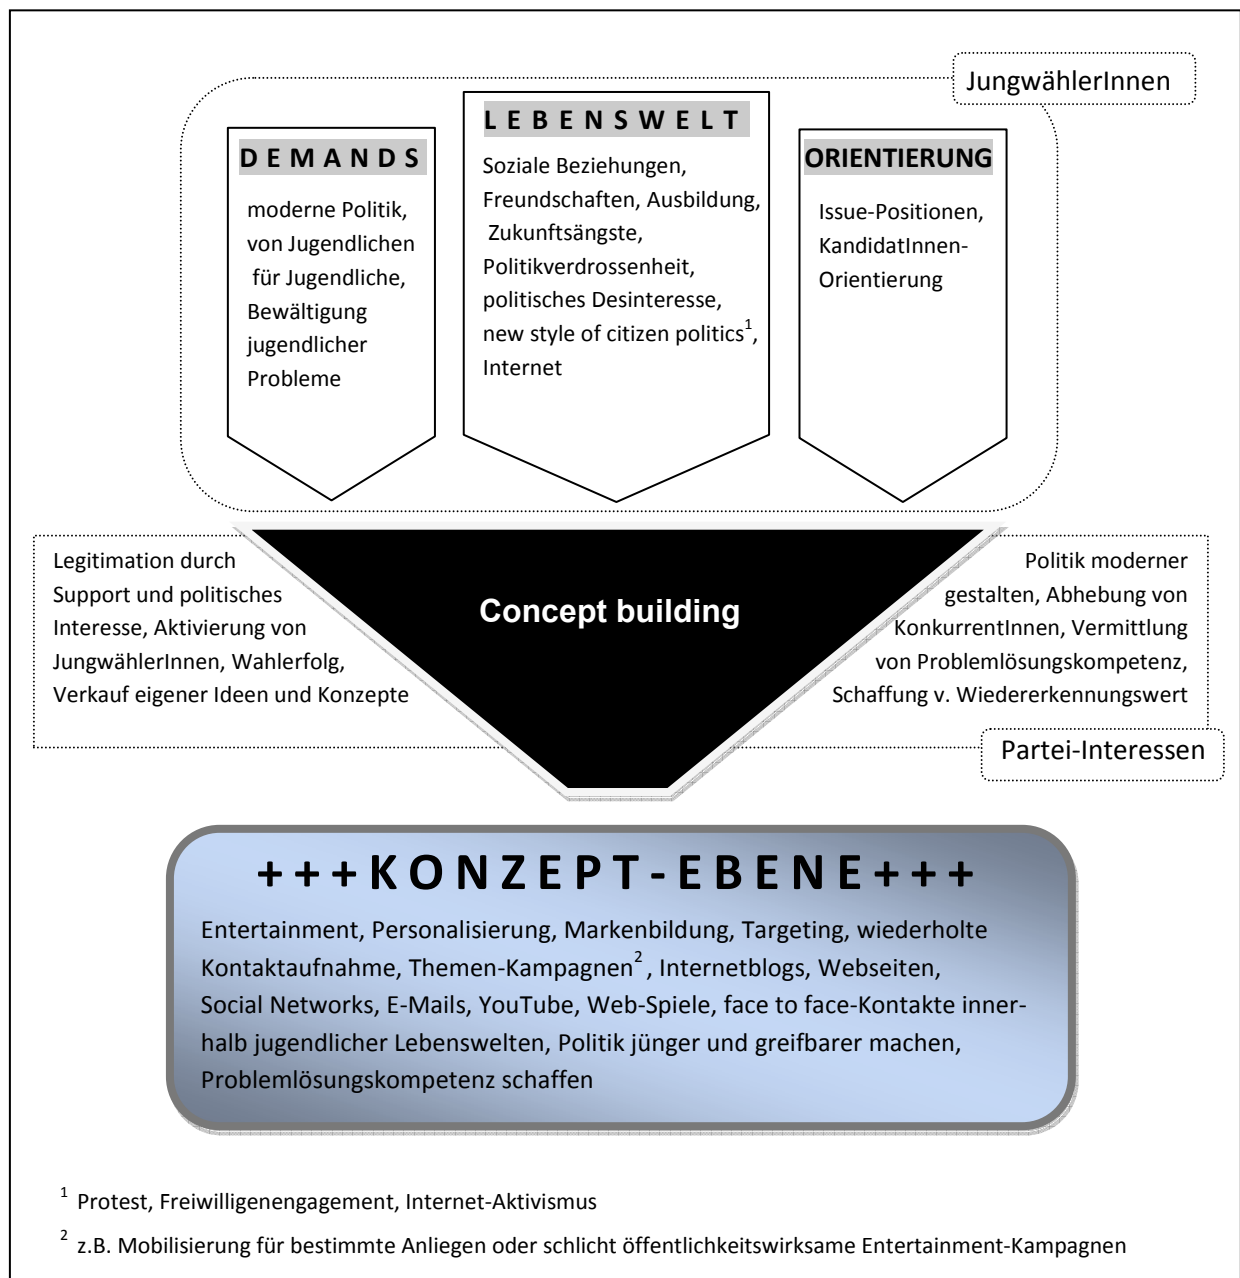 JungwählerInnen
DEMANDS
moderne Politik,
von Jugendlichen
für Jugendliche,
Bewältigung
jugendlicher
Probleme
LEBENSWELT
Soziale Beziehungen,
Freundschaften, Ausbildung,
Zukunftsängste,
Politikverdrossenheit,
politisches Desinteresse,
new style of citizen politics¹,
Internet
ORIENTIERUNG
Issue-Positionen,
KandidatInnen-
Orientierung
Legitimation durch
Support und politisches
Interesse, Aktivierung von
JungwählerInnen, Wahlerfolg,
Verkauf eigener Ideen und Konzepte
Concept building
Politik moderner
gestalten, Abhebung von
KonkurrentInnen, Vermittlung
von Problemlösungskompetenz,
Schaffung v. Wiedererkennungswert
Partei-Interessen
+++KONZEPT-EBENE+++
Entertainment, Personalisierung, Markenbildung, Targeting, wiederholte
Kontaktaufnahme, Themen-Kampagnen², Internetblogs, Webseiten,
Social Networks, E-Mails, YouTube, Web-Spiele, face to face-Kontakte inner-
halb jugendlicher Lebenswelten, Politik jünger und greifbarer machen,
Problemlösungskompetenz schaffen
¹ Protest, Freiwilligenengagement, Internet-Aktivismus
² z.B. Mobilisierung für bestimmte Anliegen oder schlicht öffentlichkeitswirksame Entertainment-Kampagnen